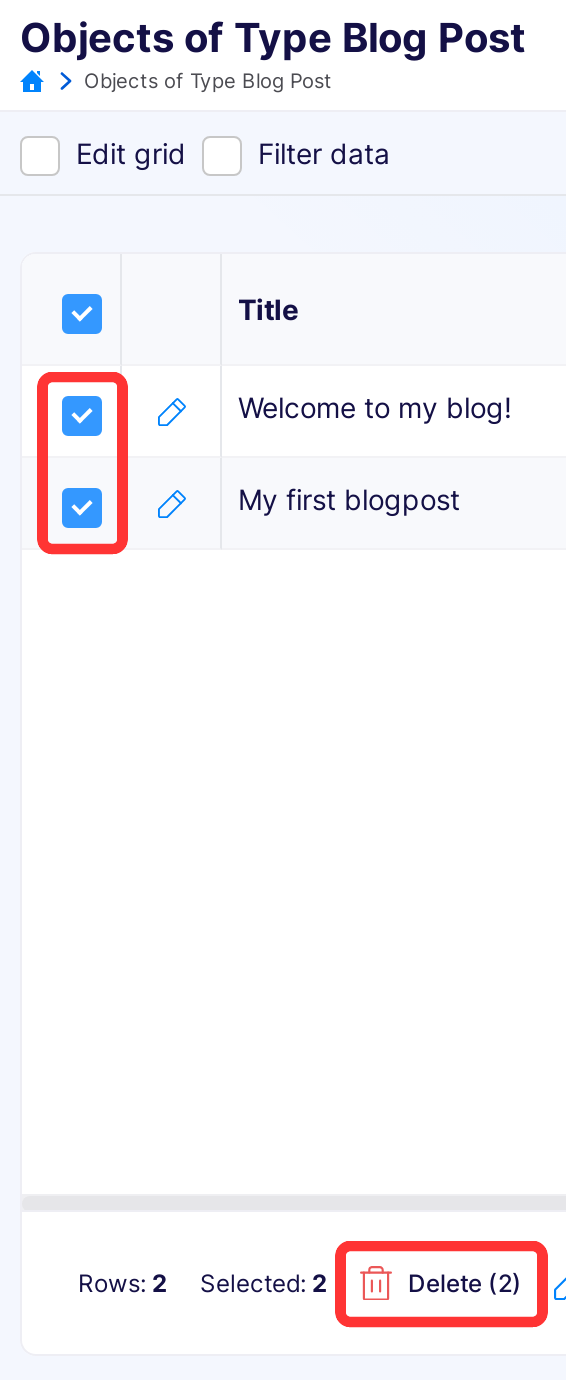 Objects of Type Blog Post
Objects of Type Blog Post
Edit grid Filter data
Title
Welcome to my blog!
My first blogpost
Rows: 2 Selected: 2 Delete (2)